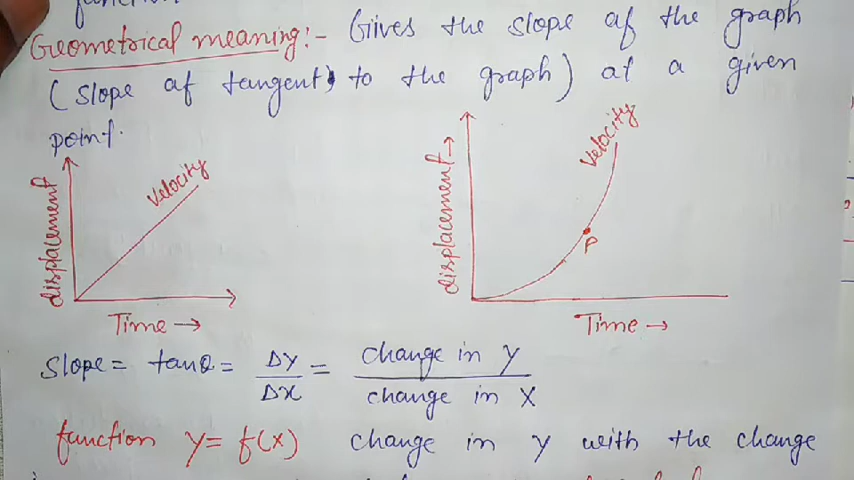 Geometrical meaning:- Gives the slope of the graph
(slope of tangent to the graph) at a given
point.
displacement
Velocity
Time →
displacement →
Velocity
P
Time →
Slope = tanθ = Δy/Δx = change in y / change in x
function y= f(x) change in y with the change